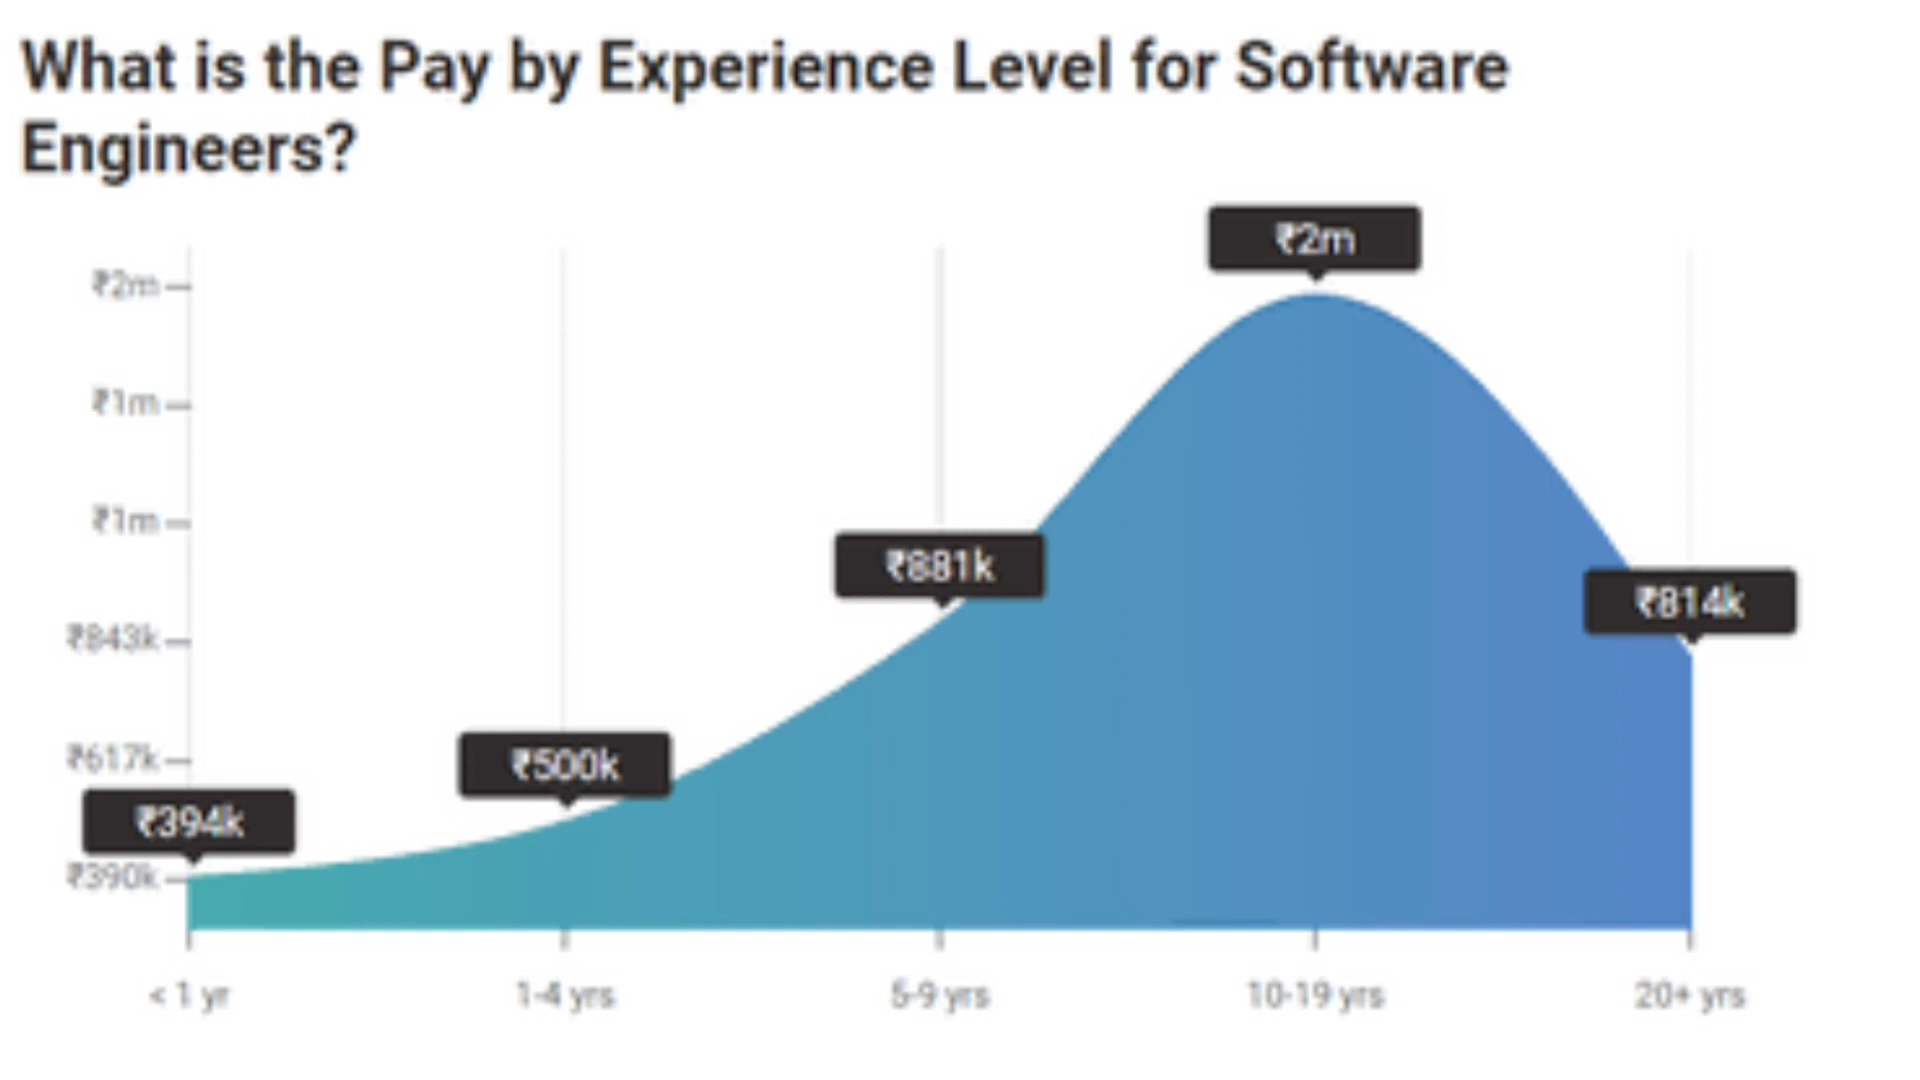 What is the Pay by Experience Level for Software
Engineers?
₹2m
₹2m
₹1m
₹1m
₹881k
₹814k
₹843k
₹617k
₹500k
₹394k
₹390k
< 1 yr
1-4 yrs
5-9 yrs
10-19 yrs
20+ yrs